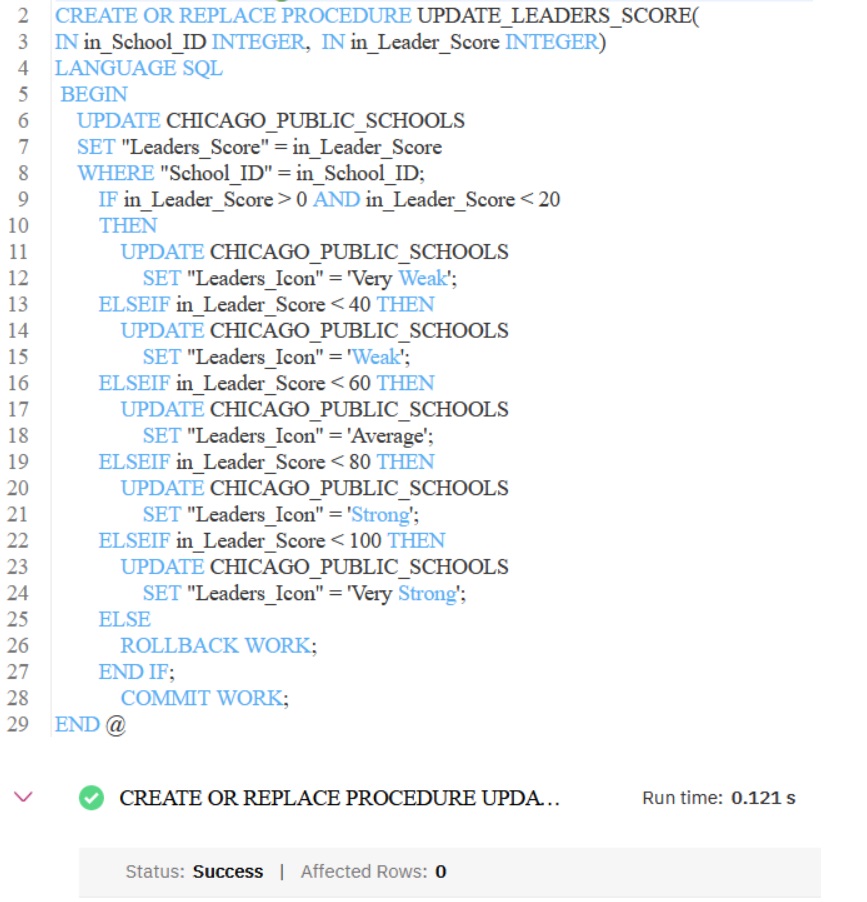 2 CREATE OR REPLACE PROCEDURE UPDATE_LEADERS_SCORE(
3 IN in_School_ID INTEGER, IN in_Leader_Score INTEGER)
4 LANGUAGE SQL
5 BEGIN
6 UPDATE CHICAGO_PUBLIC_SCHOOLS
7 SET "Leaders_Score" = in_Leader_Score
8 WHERE "School_ID" = in_School_ID;
9 IF in_Leader_Score > 0 AND in_Leader_Score < 20
10 THEN
11 UPDATE CHICAGO_PUBLIC_SCHOOLS
12 SET "Leaders_Icon" = 'Very Weak';
13 ELSEIF in_Leader_Score < 40 THEN
14 UPDATE CHICAGO_PUBLIC_SCHOOLS
15 SET "Leaders_Icon" = 'Weak';
16 ELSEIF in_Leader_Score < 60 THEN
17 UPDATE CHICAGO_PUBLIC_SCHOOLS
18 SET "Leaders_Icon" = 'Average';
19 ELSEIF in_Leader_Score < 80 THEN
20 UPDATE CHICAGO_PUBLIC_SCHOOLS
21 SET "Leaders_Icon" = 'Strong';
22 ELSEIF in_Leader_Score < 100 THEN
23 UPDATE CHICAGO_PUBLIC_SCHOOLS
24 SET "Leaders_Icon" = 'Very Strong';
25 ELSE
26 ROLLBACK WORK;
27 END IF;
28 COMMIT WORK;
29 END @
CREATE OR REPLACE PROCEDURE UPDA... Run time: 0.121 s
Status: Success | Affected Rows: 0